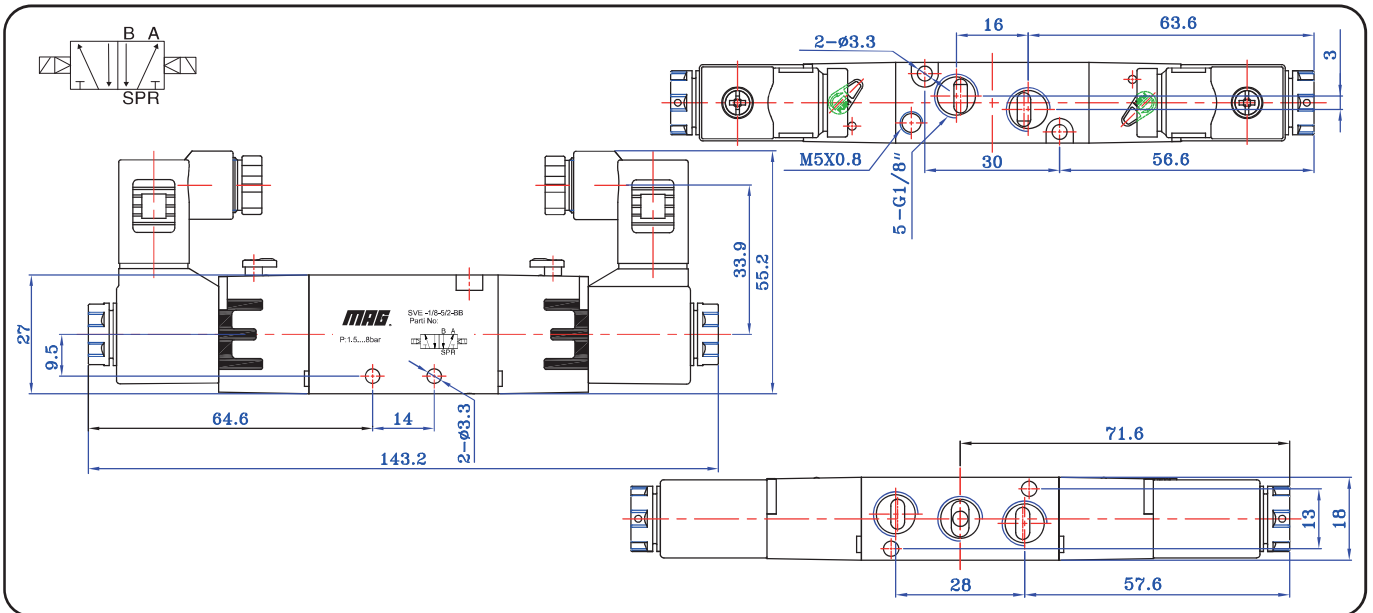 B A
SPR
2-ø3.3
16
63.6
3
M5X0.8
5-G1/8"
30
56.6
27
9.5
MAG.
P:1.5....8bar
SVE -1/8-5/2-BB
Parti No:
B A
SPR
33.9
55.2
64.6
14
2-ø3.3
143.2
71.6
13
18
28
57.6